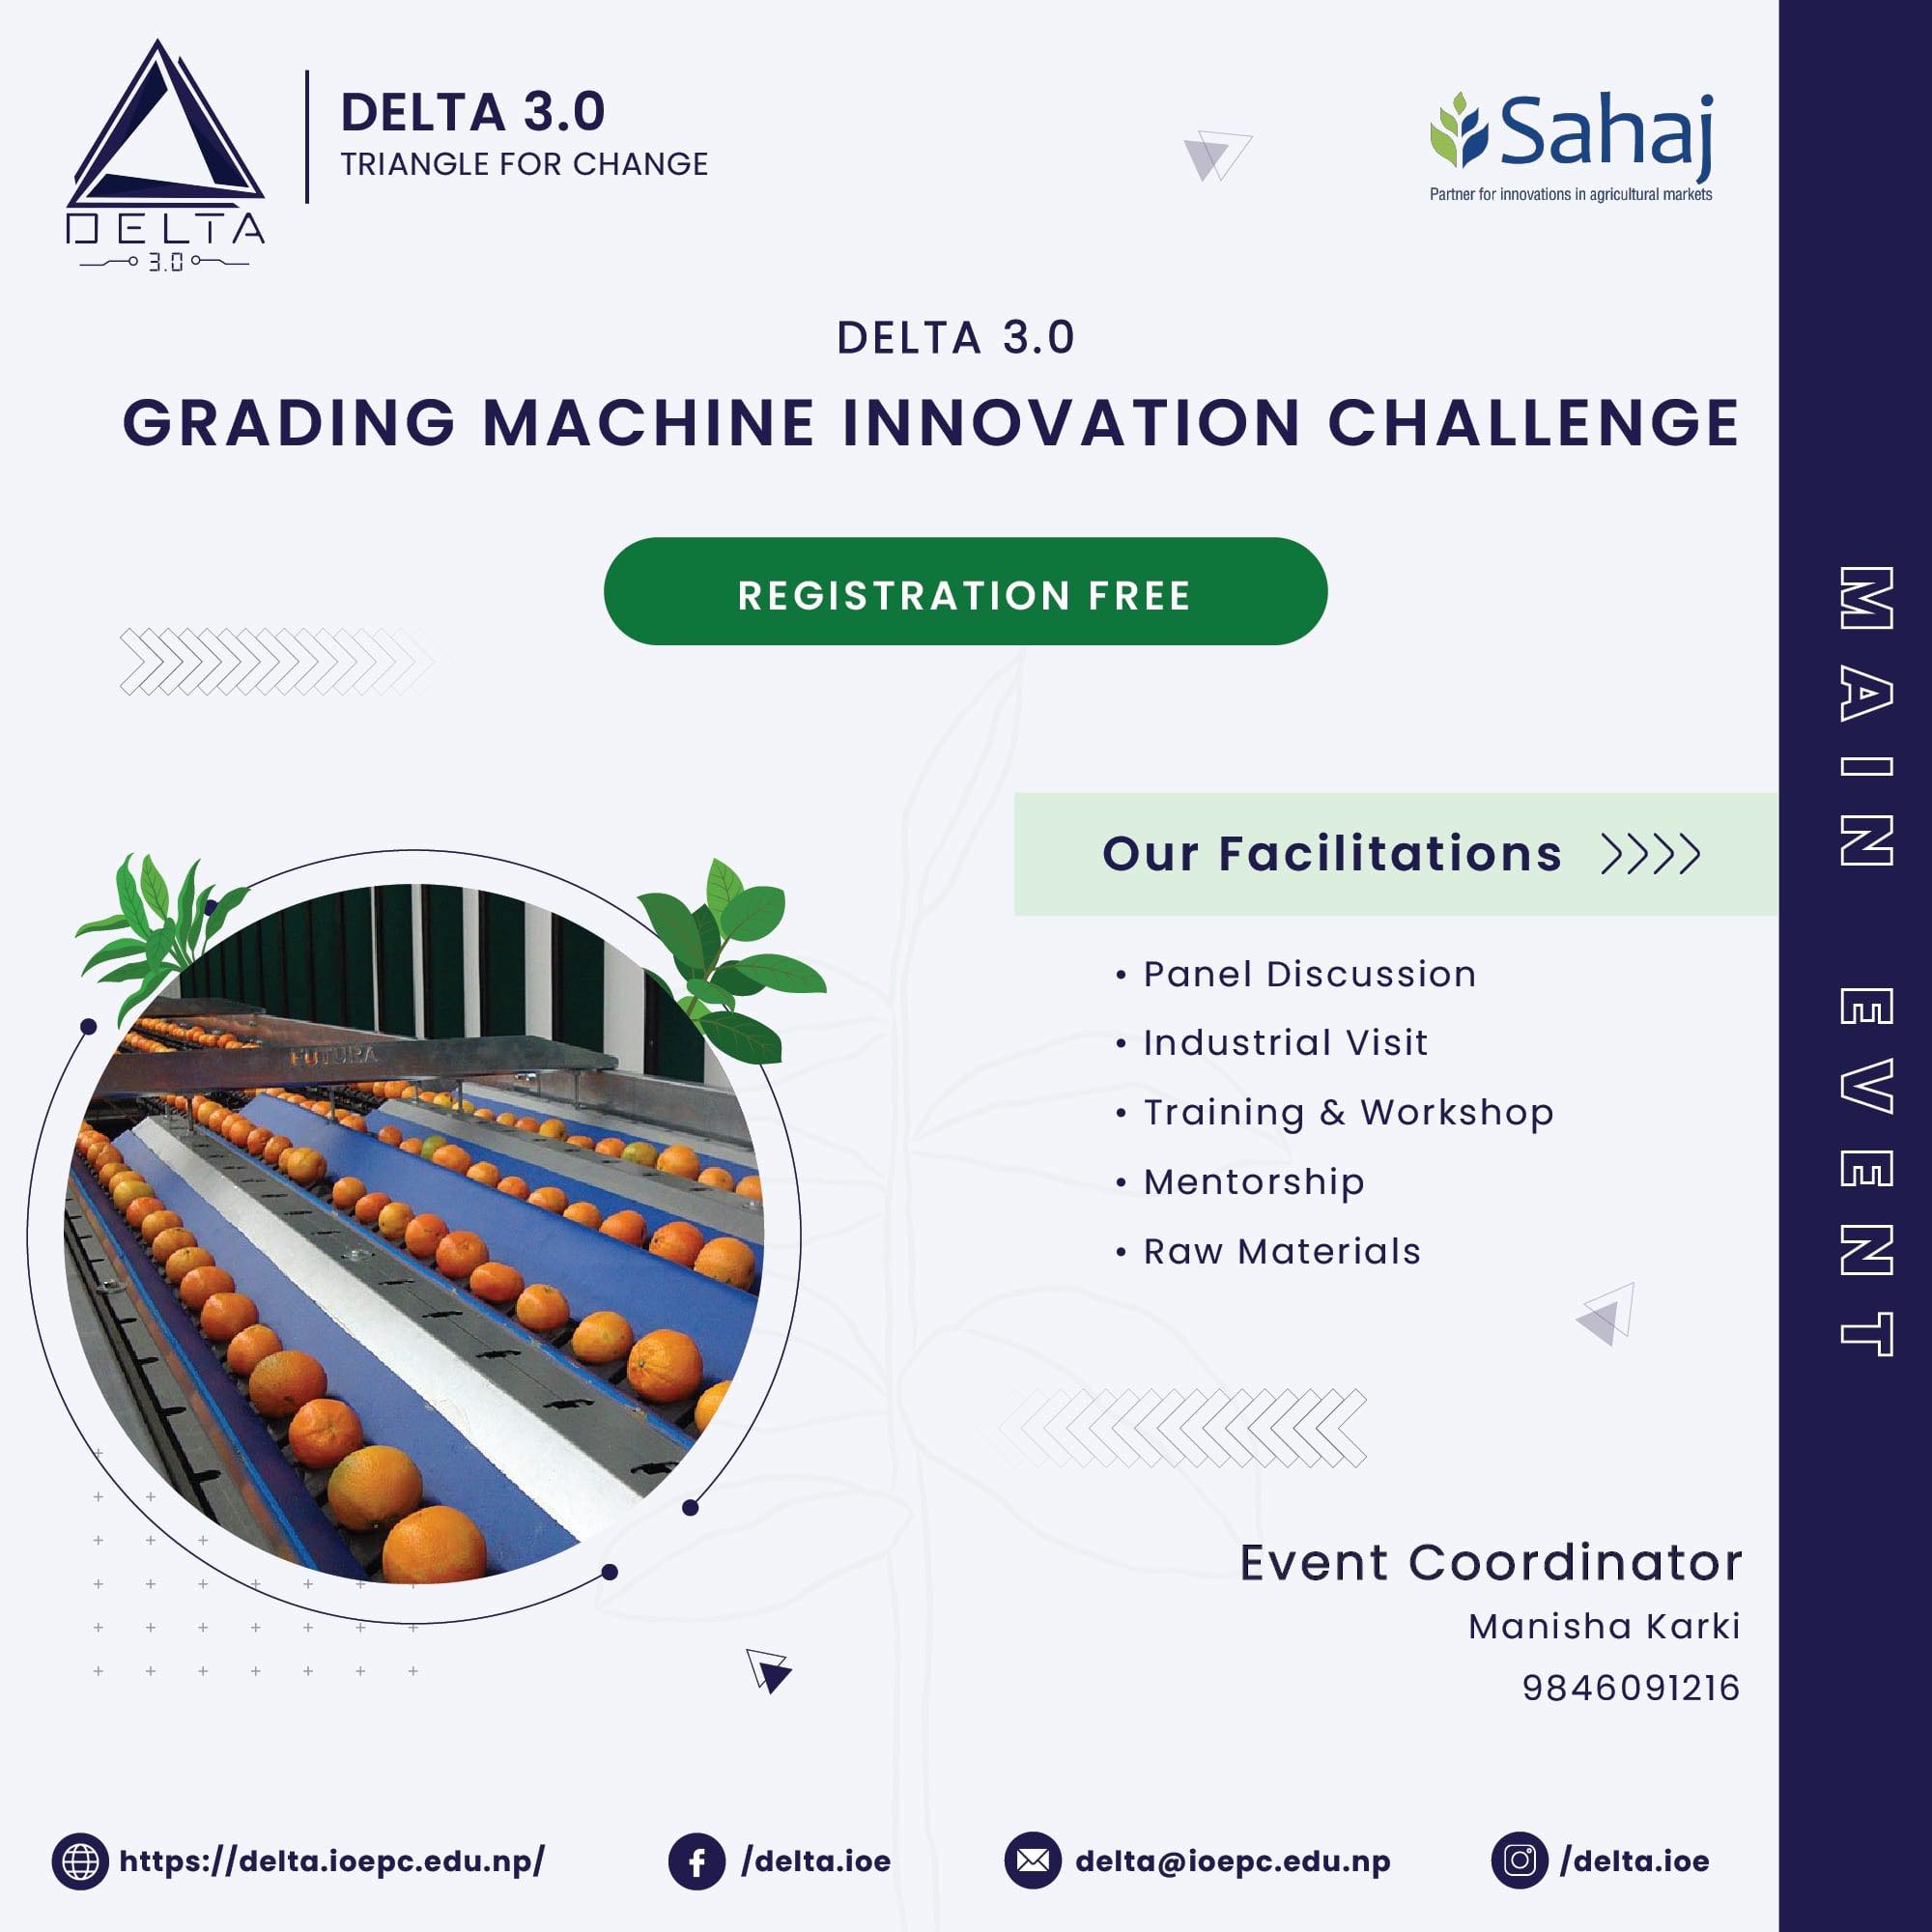 DELTA
3.0
DELTA 3.0
TRIANGLE FOR CHANGE
Sahaj
Partner for innovations in agricultural markets
DELTA 3.0
GRADING MACHINE INNOVATION CHALLENGE
REGISTRATION FREE
MAIN EVENT
Our Facilitations
• Panel Discussion
• Industrial Visit
• Training & Workshop
• Mentorship
• Raw Materials
FUTURA
Event Coordinator
Manisha Karki
9846091216
https://delta.ioepc.edu.np/
/delta.ioe
delta@ioepc.edu.np
/delta.ioe